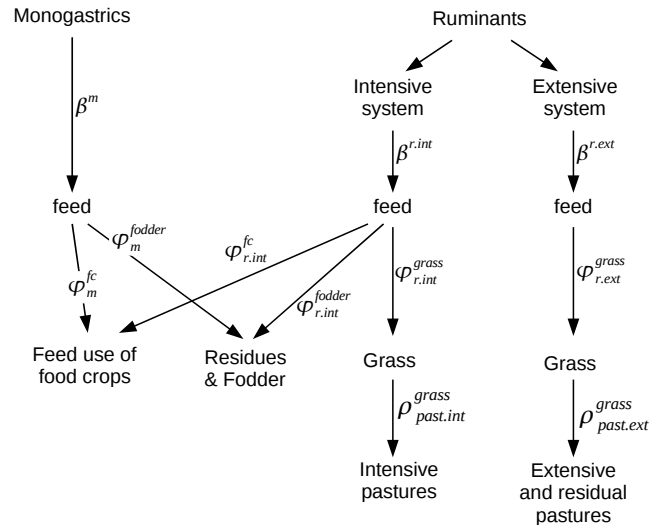 Monogastrics
Ruminants
Intensive
system
Extensive
system
β^m
β^r.int
β^r.ext
feed
feed
feed
φ_m^fodder
φ_r.int^fc
φ_m^fc
φ_r.int^grass
φ_r.ext^grass
φ_r.int^fodder
Feed use of
food crops
Residues
& Fodder
Grass
Grass
ρ_past.int^grass
ρ_past.ext^grass
Intensive
pastures
Extensive
and residual
pastures